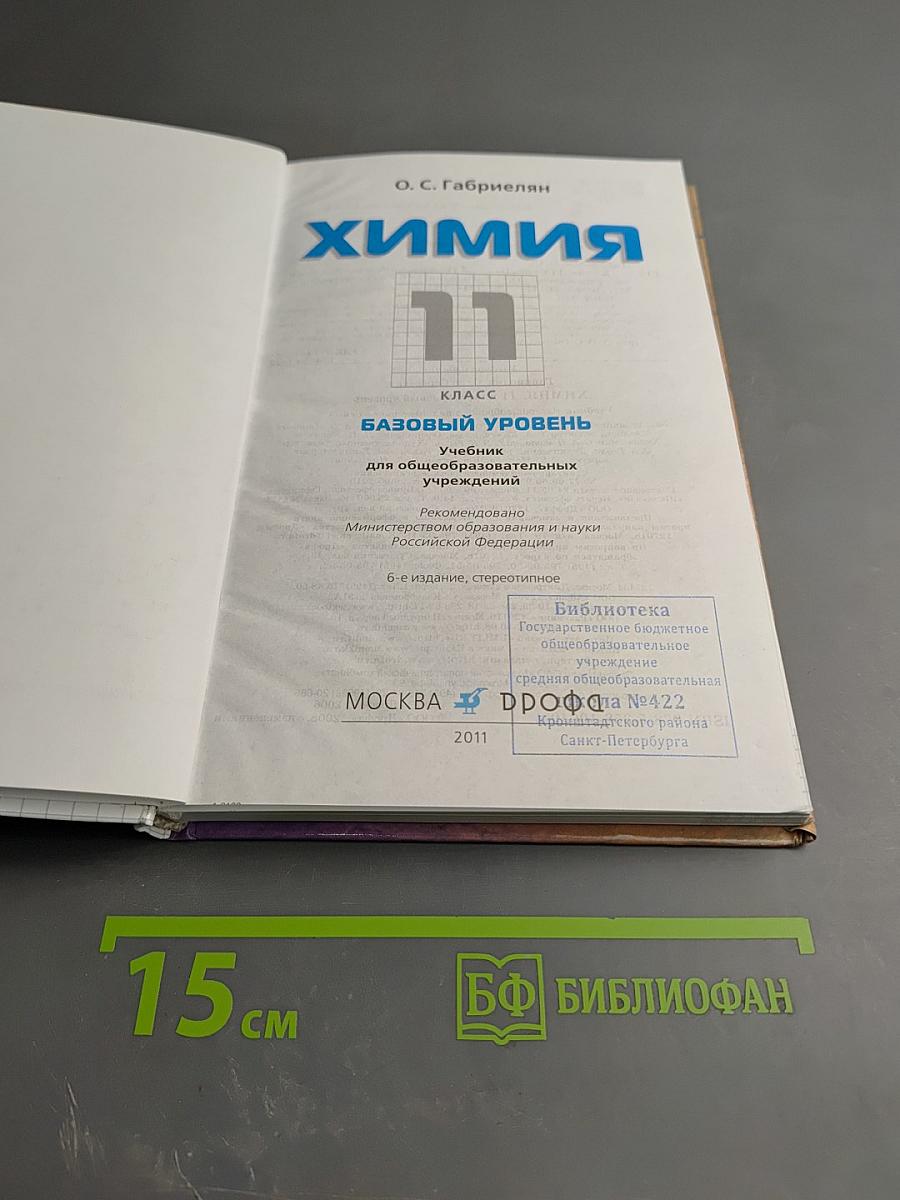 О. С. Габриелян
ХИМИЯ
11
КЛАСС
БАЗОВЫЙ УРОВЕНЬ
Учебник
для общеобразовательных
учреждений
Рекомендовано
Министерством образования и науки
Российской Федерации
6-е издание, стереотипное
Библиотека
Государственное бюджетное
общеобразовательное
учреждение
средняя общеобразовательная
школа №422
Кронштадтского района
Санкт-Петербурга
МОСКВА ДРОФА
2011
15 см
БФ БИБЛИОФАН